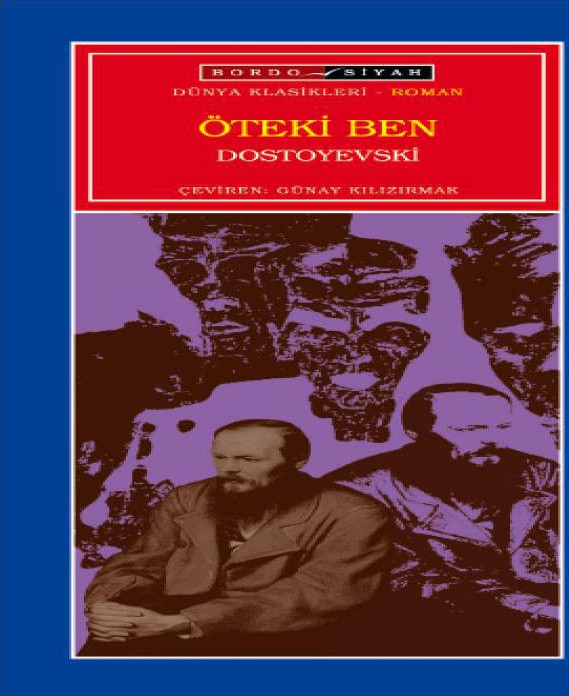 BORDO SİYAH
DÜNYA KLASİKLERİ - ROMAN
ÖTEKİ BEN
DOSTOYEVSKİ
ÇEVİREN: GÜNAY KILIZIRMAK